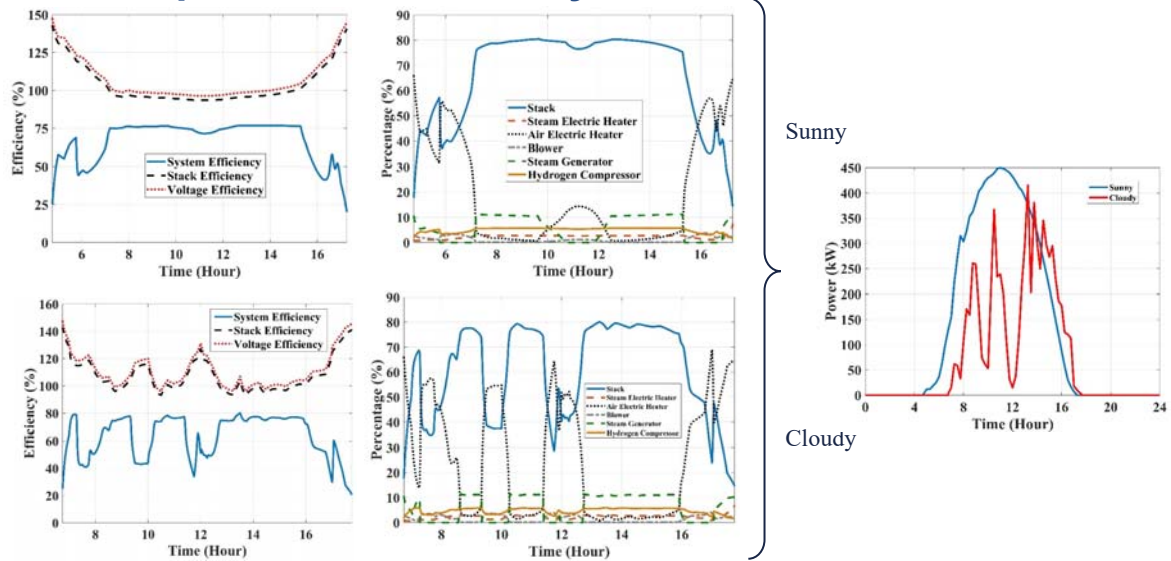 150
125
100
75
50
25
0
Efficiency (%)
System Efficiency
Stack Efficiency
Voltage Efficiency
6 8 10 12 14 16
Time (Hour)
90%
80
70
60
50
40
30
20
10
0
Percentage (%)
Stack
Steam Electric Heater
Air Electric Heater
Blower
Steam Generator
Hydrogen Compressor
6 8 10 12 14 16
Time (Hour)
160
140
120
100
80
60
40
20
0
Efficiency (%)
System Efficiency
Stack Efficiency
Voltage Efficiency
8 10 12 14 16
Time (Hour)
90
80
70
60
50
40
30
20
10
0
Percentage (%)
Stack
Steam Electric Heater
Air Electric Heater
Blower
Steam Generator
Hydrogen Compressor
8 10 12 14 16
Time (Hour)
Sunny
Cloudy
450
400
350
300
250
200
150
100
50
0
Power (kW)
Sunny
Cloudy
0 4 8 12 16 20 24
Time (Hour)